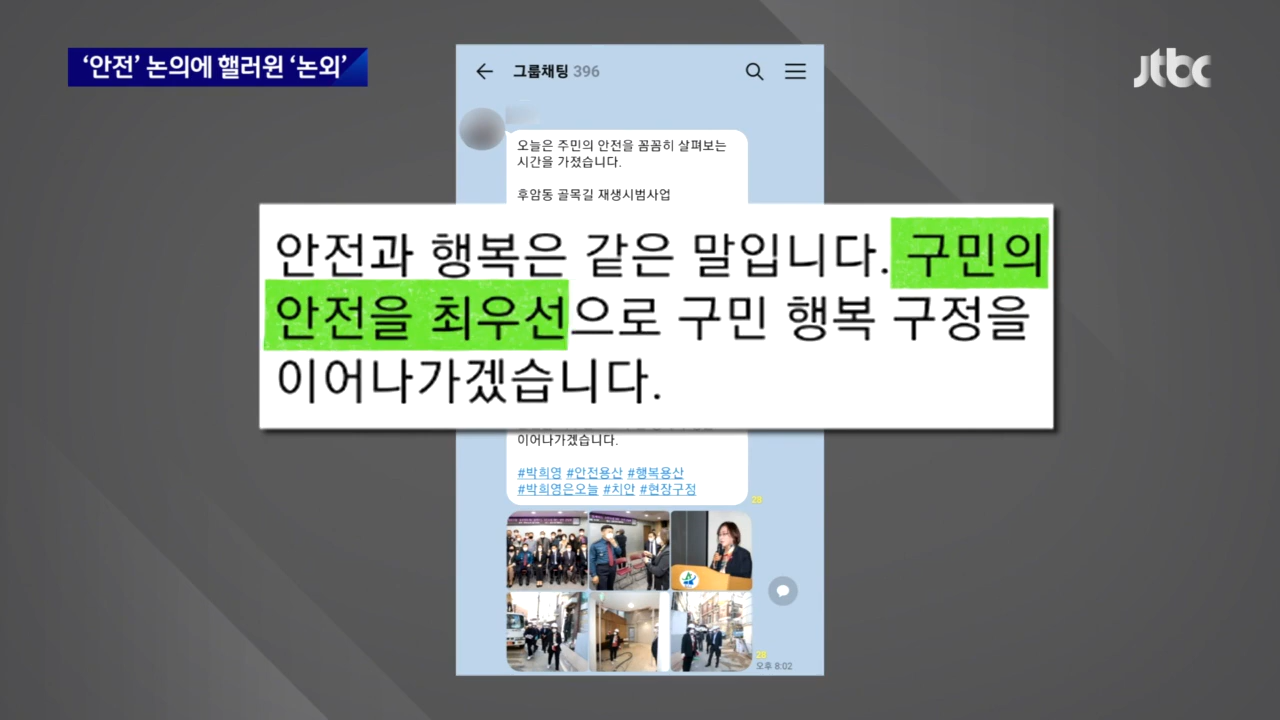 ‘안전’ 논의에 핼러윈 ‘논외’
jtbc
그룹채팅 396
오늘은 주민의 안전을 꼼꼼히 살펴보는
시간을 가졌습니다.
후암동 골목길 재생시범사업
안전과 행복은 같은 말입니다. 구민의
안전을 최우선으로 구민 행복 구정을
이어나가겠습니다.
이어나가겠습니다.
#박희영 #안전용산 #행복용산
#박희영은오늘 #치안 #현장구정
28
28
오후 8:02